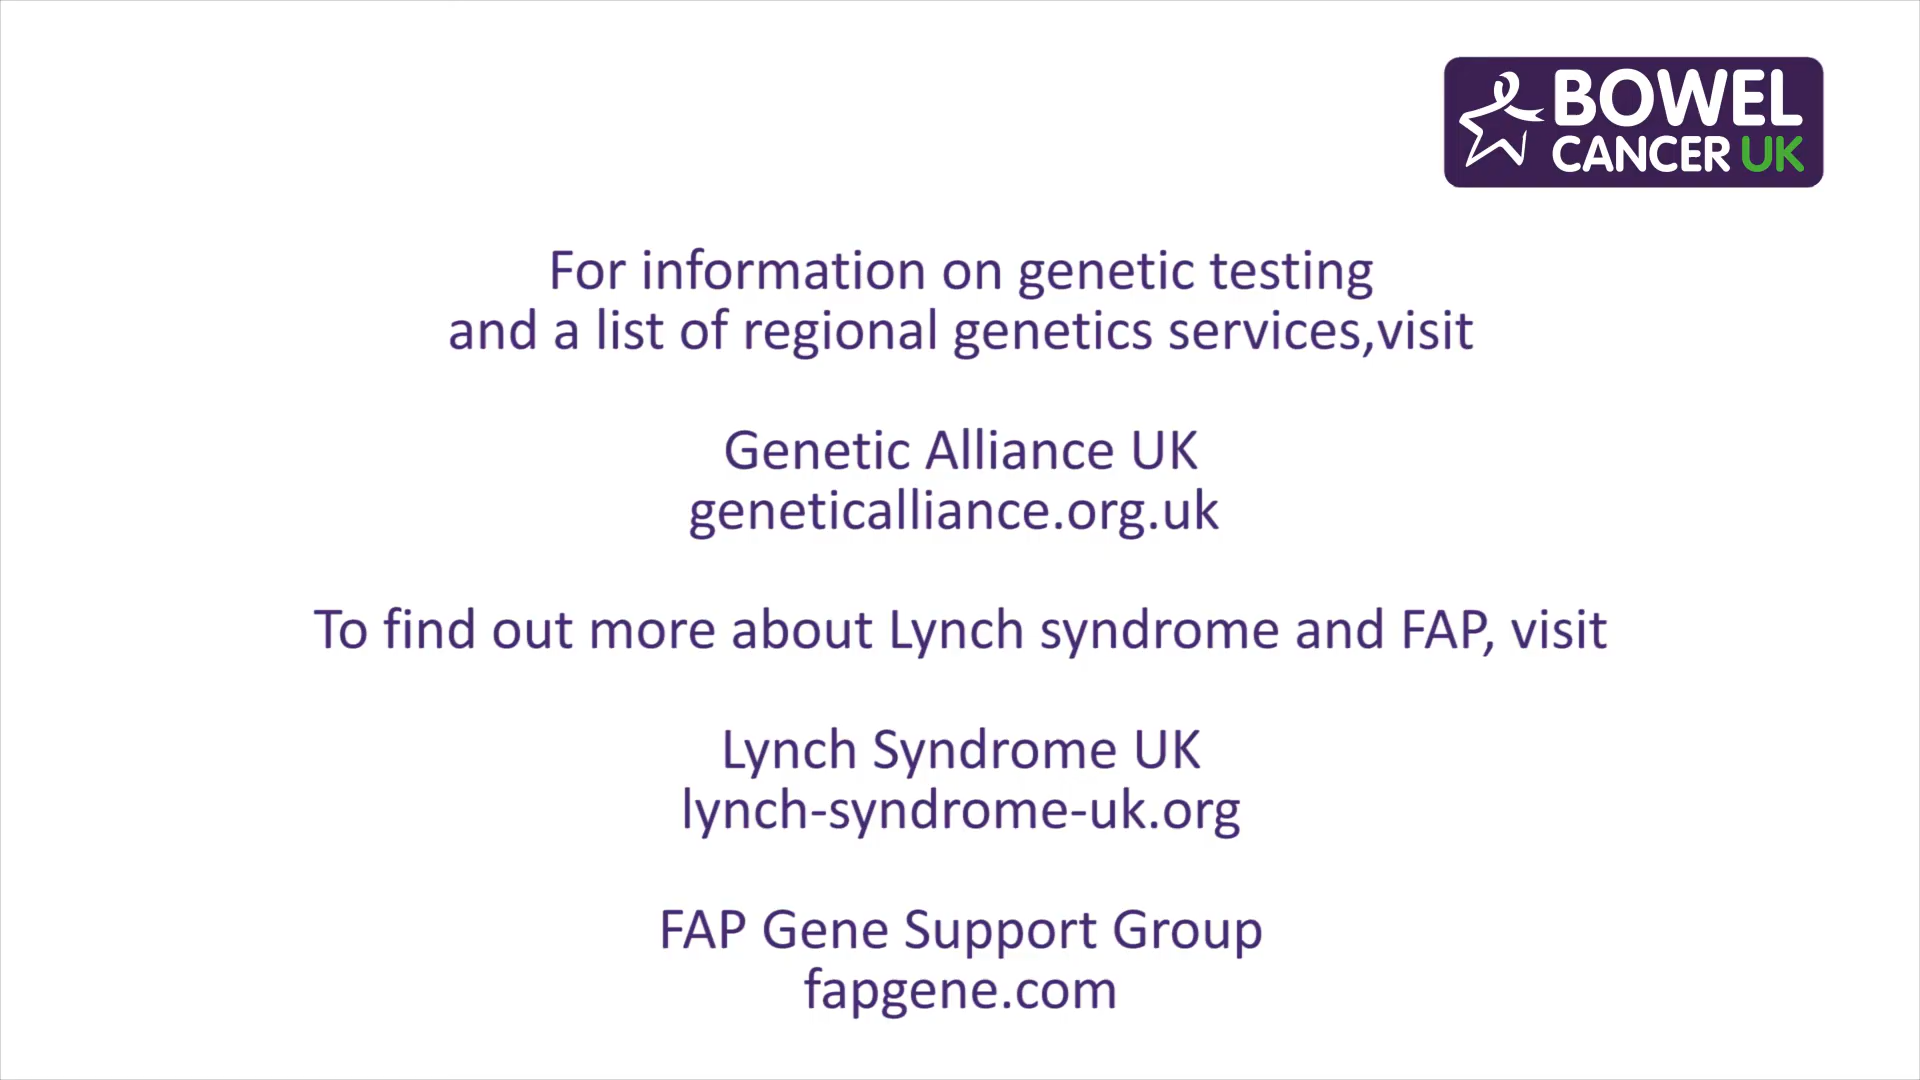 BOWEL
CANCER UK
For information on genetic testing
and a list of regional genetics services,visit
Genetic Alliance UK
geneticalliance.org.uk
To find out more about Lynch syndrome and FAP, visit
Lynch Syndrome UK
lynch-syndrome-uk.org
FAP Gene Support Group
fapgene.com